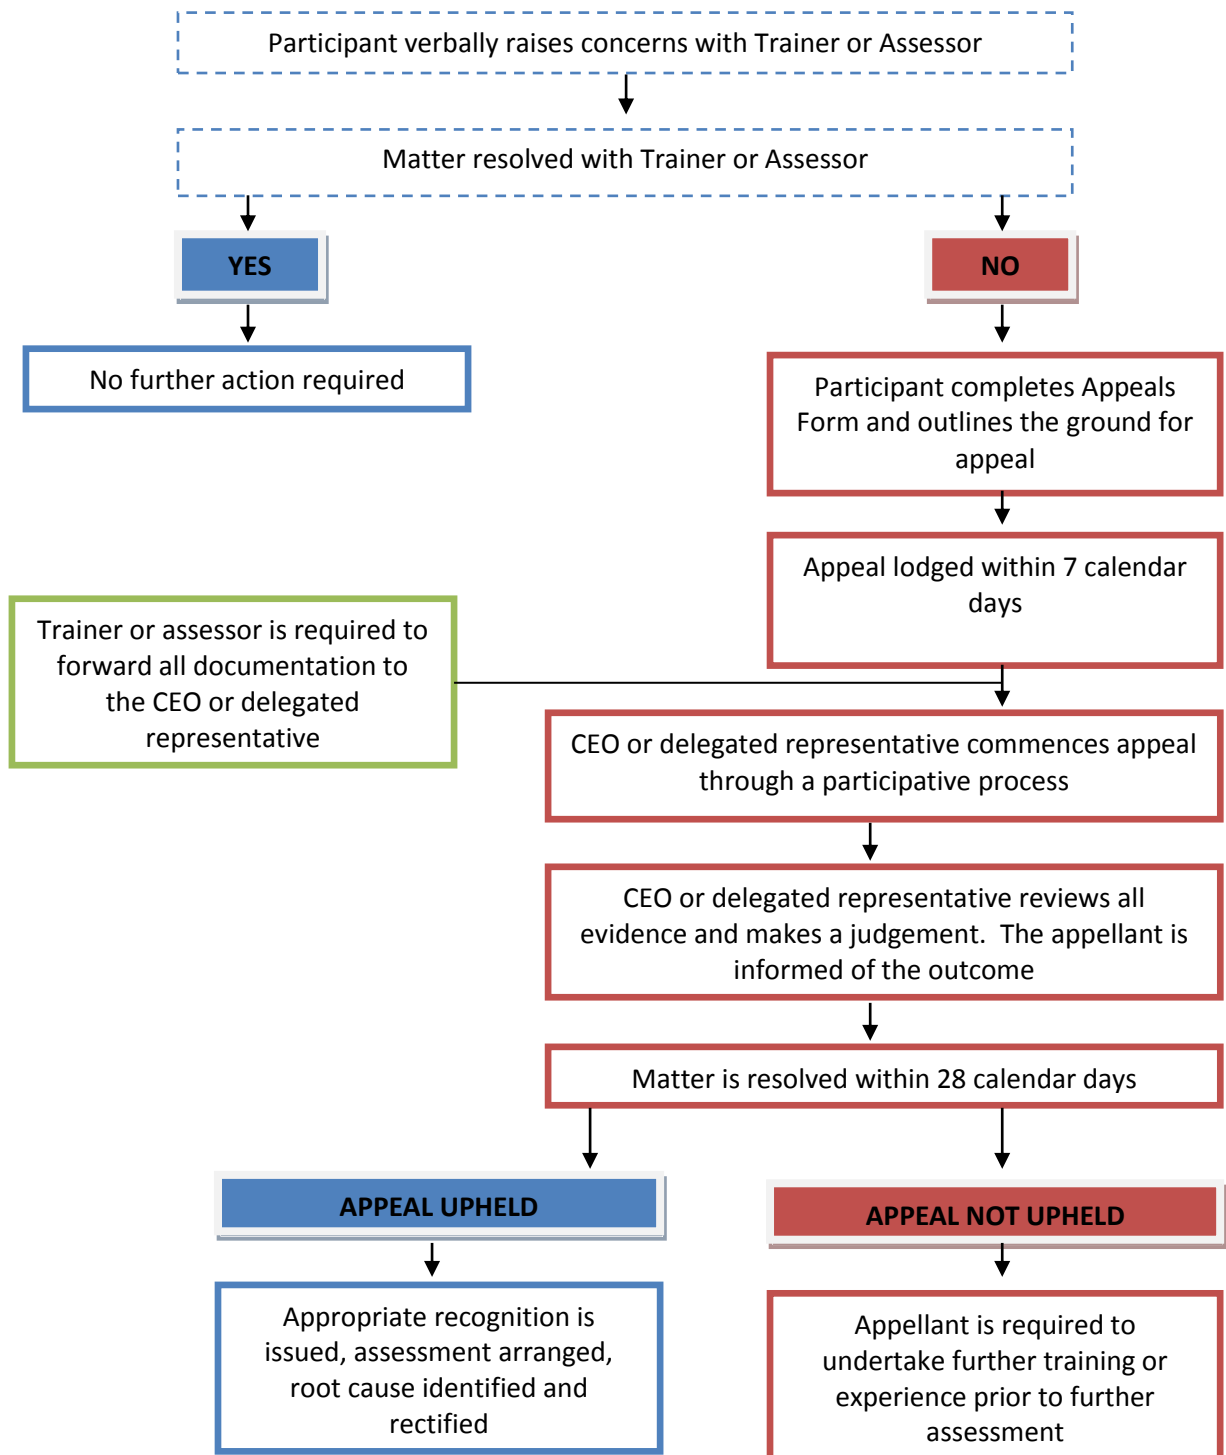 Participant verbally raises concerns with Trainer or Assessor
Matter resolved with Trainer or Assessor
YES
NO
No further action required
Participant completes Appeals
Form and outlines the ground for
appeal
Appeal lodged within 7 calendar
days
Trainer or assessor is required to
forward all documentation to
the CEO or delegated
representative
CEO or delegated representative commences appeal
through a participative process
CEO or delegated representative reviews all
evidence and makes a judgement.  The appellant is
informed of the outcome
Matter is resolved within 28 calendar days
APPEAL UPHELD
APPEAL NOT UPHELD
Appropriate recognition is
issued, assessment arranged,
root cause identified and
rectified
Appellant is required to
undertake further training or
experience prior to further
assessment